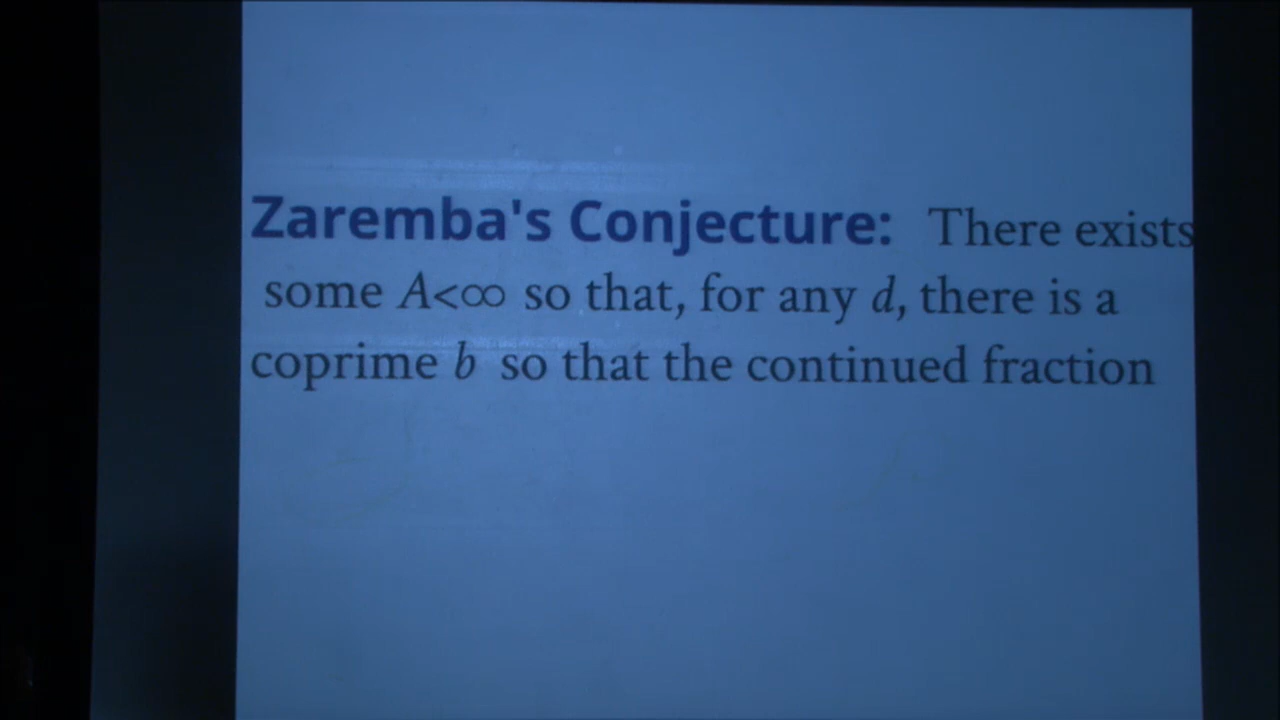 Zaremba's Conjecture: There exists
some A<∞ so that, for any d, there is a
coprime b so that the continued fraction